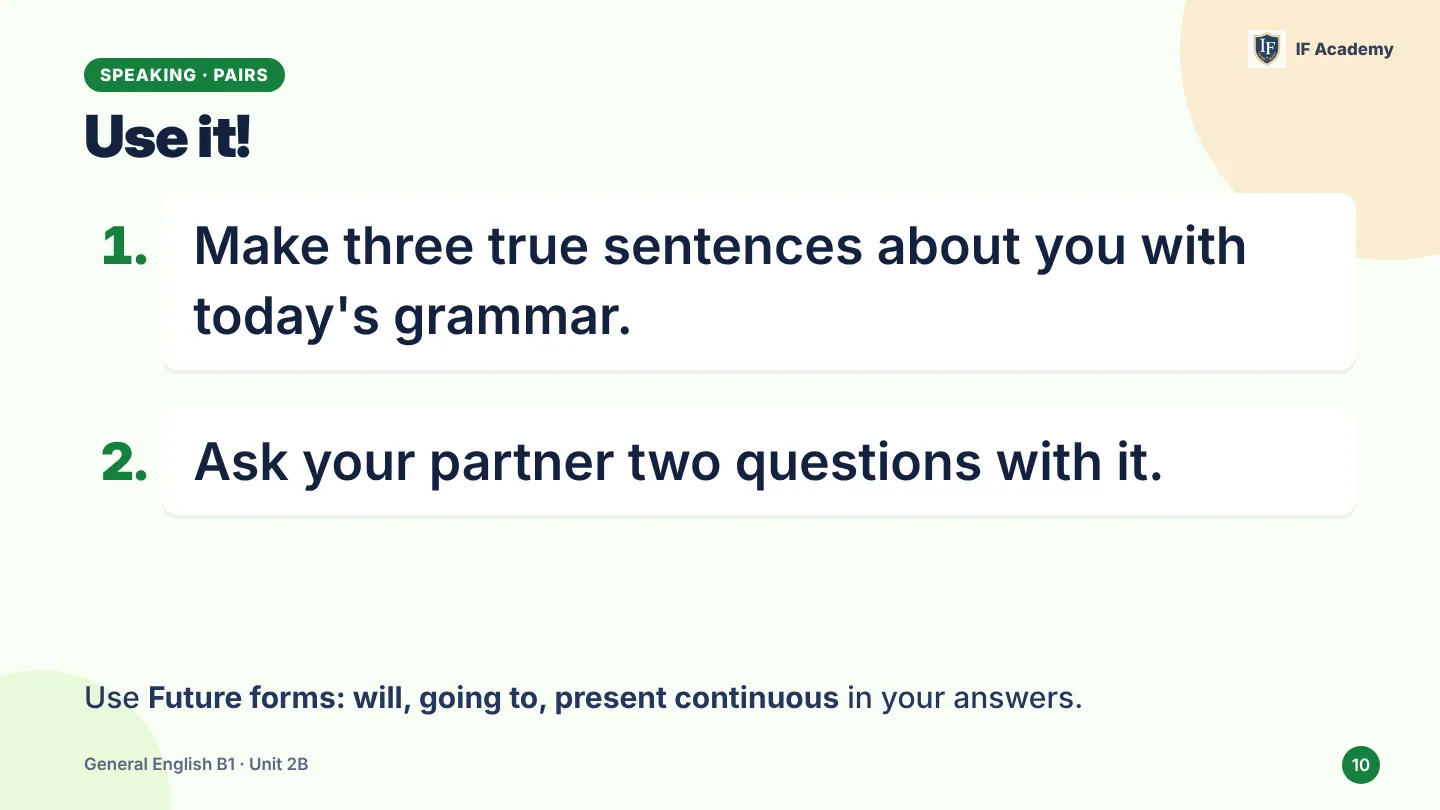 IF
IF Academy
SPEAKING · PAIRS
Use it!
1. Make three true sentences about you with
today's grammar.
2. Ask your partner two questions with it.
Use Future forms: will, going to, present continuous in your answers.
General English B1 · Unit 2B
10